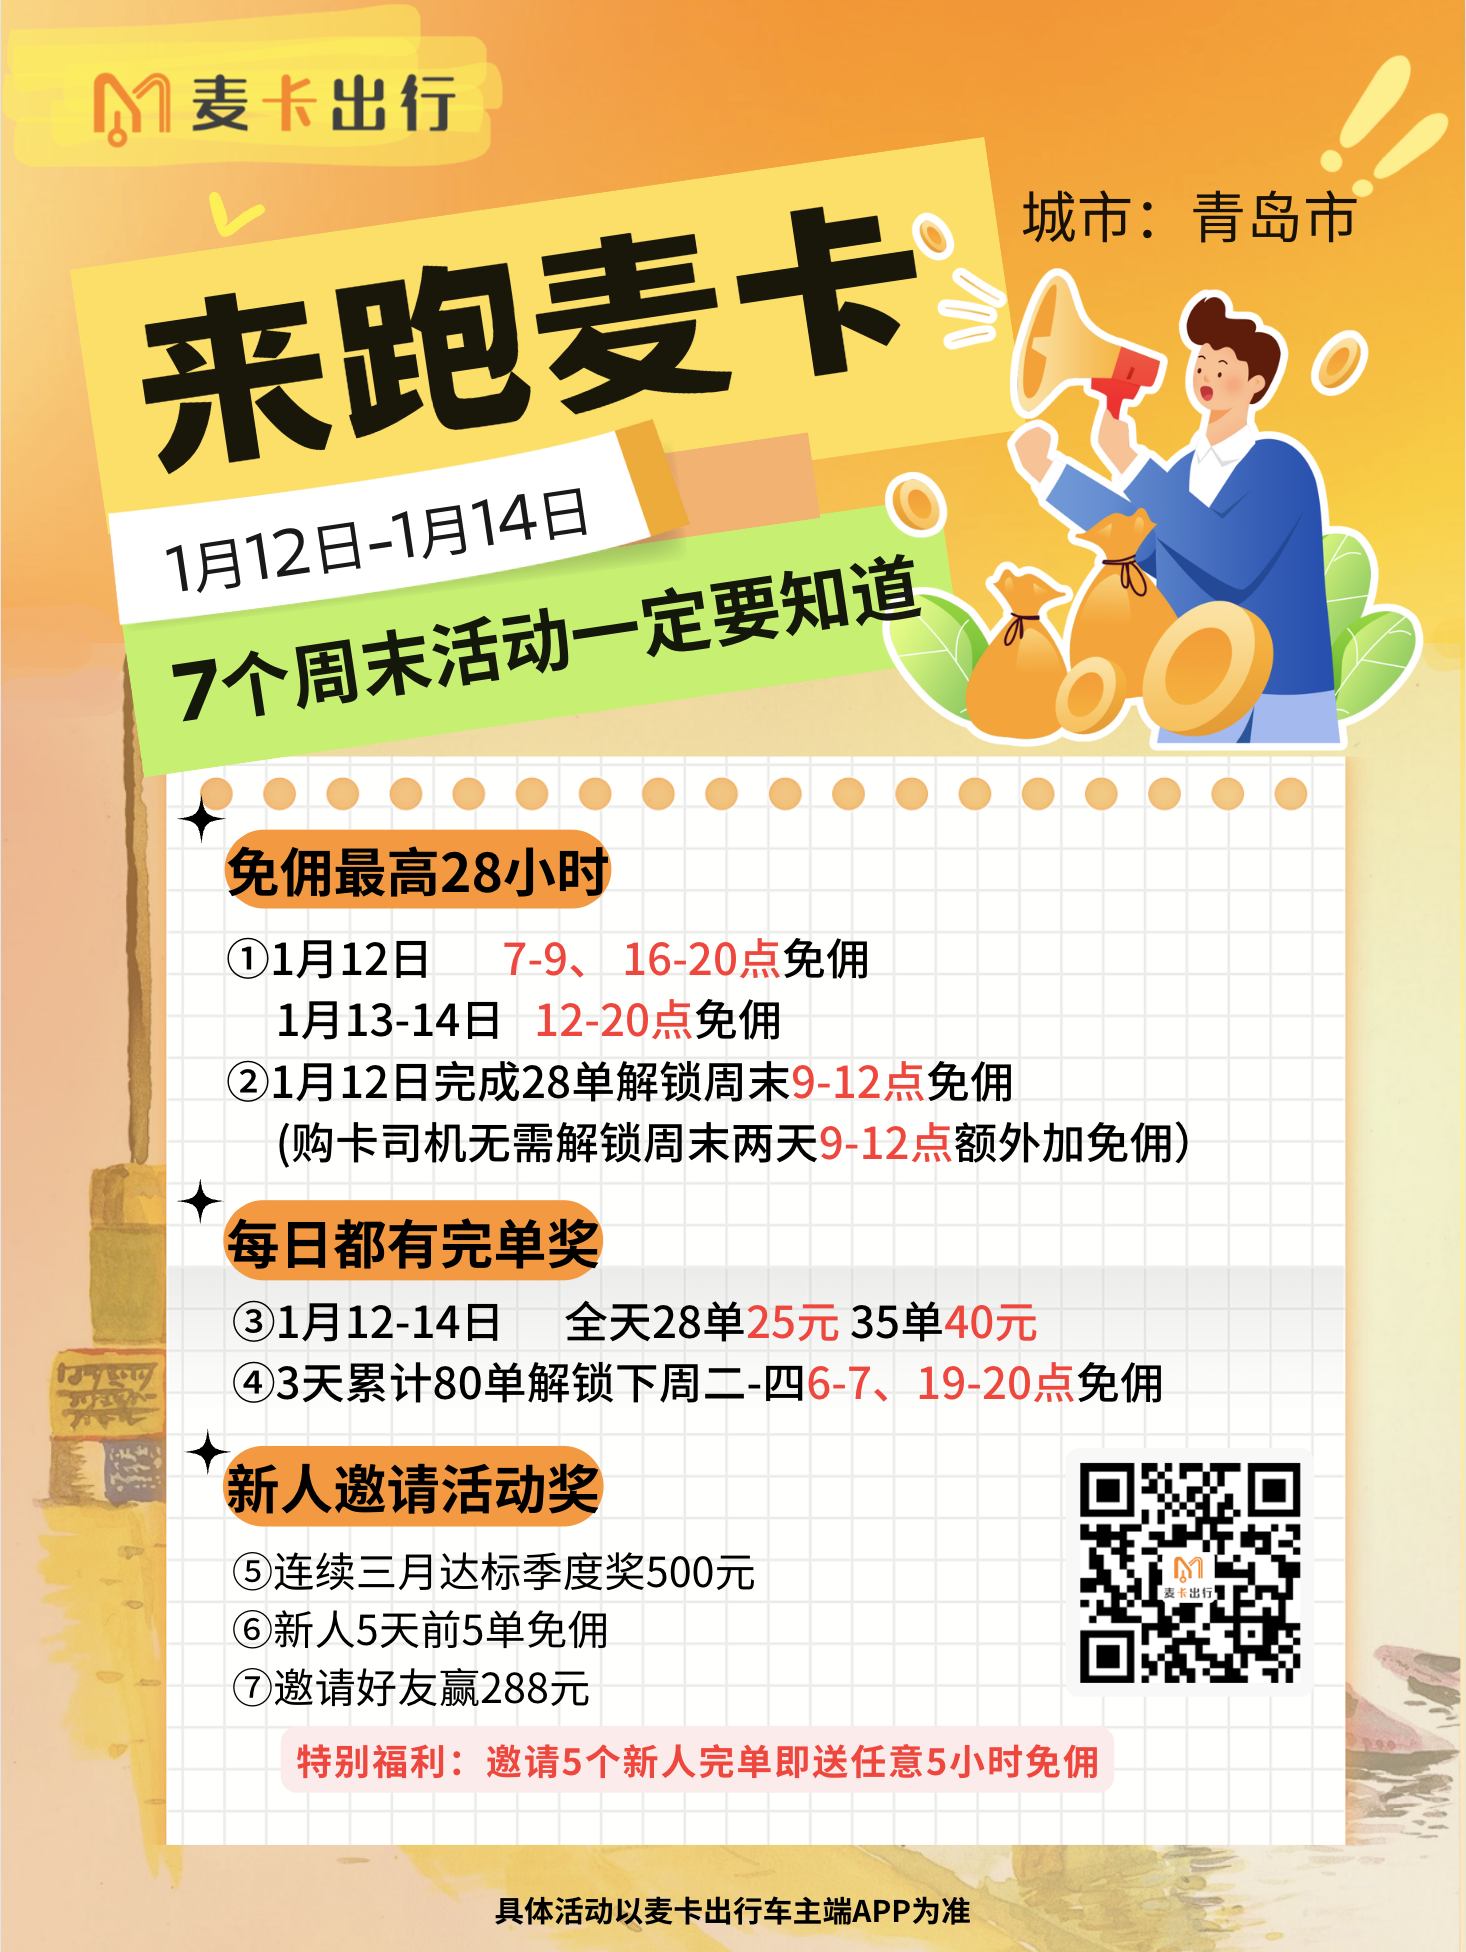 麦卡出行
城市：青岛市
来跑麦卡
1月12日-1月14日
7个周末活动一定要知道
免佣最高28小时
①1月12日 7-9、 16-20点免佣
1月13-14日 12-20点免佣
②1月12日完成28单解锁周末9-12点免佣
(购卡司机无需解锁周末两天9-12点额外加免佣）
每日都有完单奖
③1月12-14日 全天28单25元 35单40元
④3天累计80单解锁下周二-四6-7、19-20点免佣
新人邀请活动奖
⑤连续三月达标季度奖500元
⑥新人5天前5单免佣
⑦邀请好友赢288元
麦卡出行
特别福利：邀请5个新人完单即送任意5小时免佣
具体活动以麦卡出行车主端APP为准